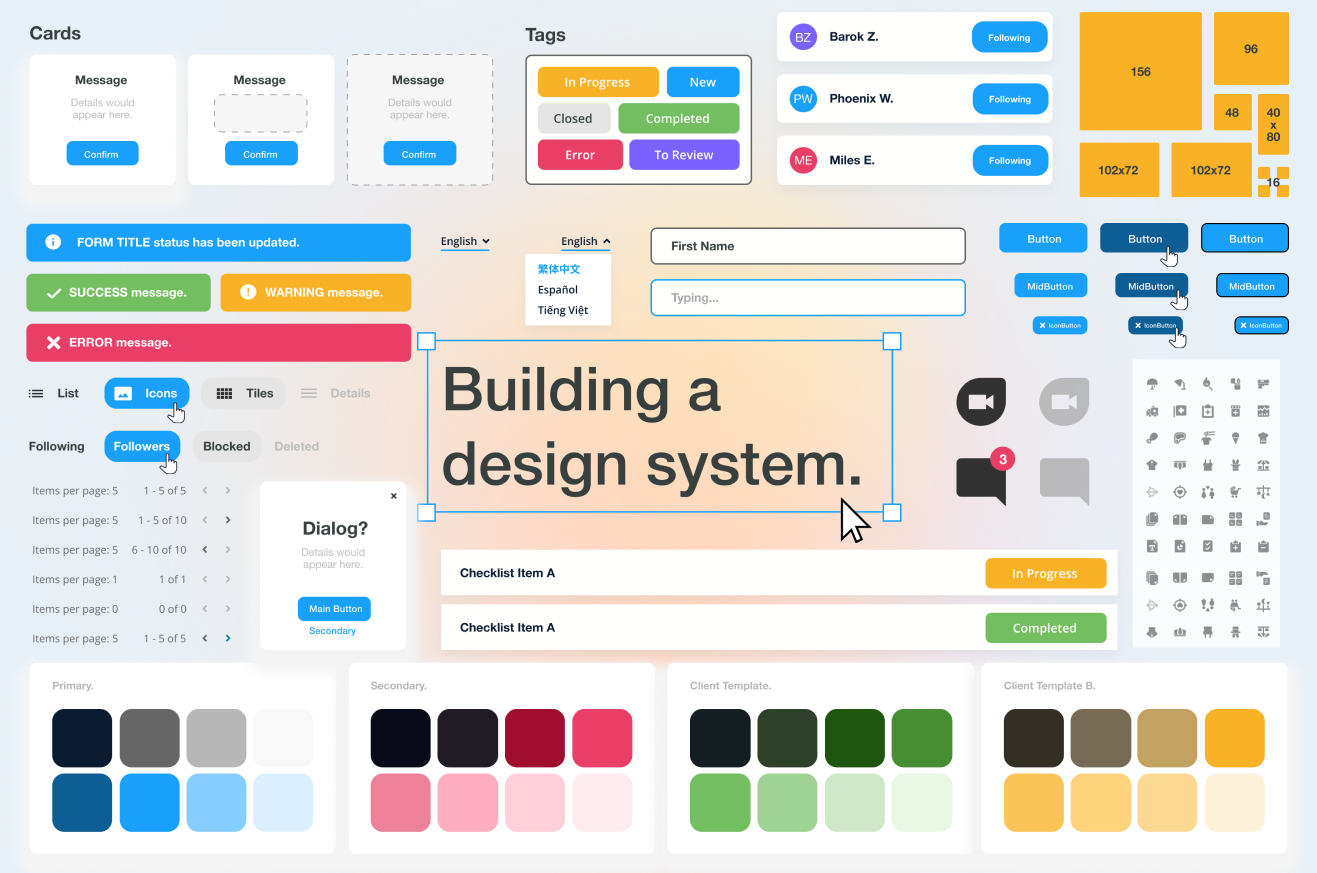 Cards
Message
Details would
appear here.
Confirm
Message
Confirm
Message
Details would
appear here.
Confirm
Tags
In Progress
New
Closed
Completed
Error
To Review
BZ
Barok Z.
Following
PW
Phoenix W.
Following
ME
Miles E.
Following
156
96
48
40
x
80
102x72
102x72
16
FORM TITLE status has been updated.
SUCCESS message.
WARNING message.
ERROR message.
English
English
繁体中文
Español
Tiếng Việt
First Name
Typing...
Button
Button
Button
MidButton
MidButton
MidButton
IconButton
IconButton
IconButton
List
Icons
Tiles
Details
Following
Followers
Blocked
Deleted
Building a
design system.
3
Items per page: 5 1 - 5 of 5
Items per page: 5 1 - 5 of 10
Items per page: 5 6 - 10 of 10
Items per page: 1 1 of 1
Items per page: 0 0 of 0
Items per page: 5 1 - 5 of 5
Dialog?
Details would
appear here.
Main Button
Secondary
Checklist Item A
In Progress
Checklist Item A
Completed
Primary.
Secondary.
Client Template.
Client Template B.